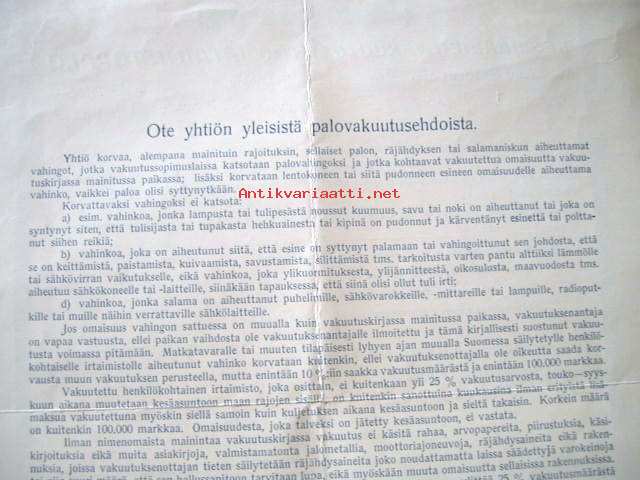 Ote yhtiön yleisistä palovakuutusehdoista.
Yhtiö korvaa, alempana mainituin rajoituksin, sellaiset palon, räjähdyksen tai salamaniskun aiheuttamat
vahingot, jotka vakuutussopimuslaissa katsotaan palovahingoiksi ja jotka kohtaavat vakuutettua omaisuutta vakuu-
tuskirjassa mainitussa paikassa; lisäksi korvataan lentokoneen tai siitä pudonneen esineen omaisuudelle aiheuttama
vahinko, vaikkei paloa olisi syttynytkään.
Antikvariaatti.net
Korvattavaksi vahingoksi ei katsota:
a) esim. vahinkoa, jonka lampusta tai tulipesästä noussut kuumuus, savu tai noki on aiheuttanut tai joka on
syntynyt siten, että tulisijasta tai tupakasta hehkuainesta tai kipinä on pudonnut ja kärventänyt esinettä tai poltta-
nut siihen reikiä;
b) vahinkoa, joka on aiheutunut siitä, että esine on syttynyt palamaan tai vahingoittunut sen johdosta, että
se on keittämistä, paistamista, kuivaamista, savustamista, silittämistä tms. tarkoitusta varten pantu alttiiksi lämmölle
tai sähkövirran vaikutukselle, eikä vahinkoa, joka ylikuormituksesta, ylijännitteestä, oikosulusta, maavuodosta tms.
aiheutuu sähkökoneelle tai -laitteille, siinäkään tapauksessa, että siinä olisi ollut tuli irti;
d) vahinkoa, jonka salama on aiheuttanut puhelimille, sähkövarokkeille, -mittareille tai lampuille, radioput-
kille tai muille näihin verrattaville sähkölaitteille.
Jos omaisuus vahingon sattuessa on muualla kuin vakuutuskirjassa mainitussa paikassa, vakuutuksenantaja
on vapaa vastuusta, ellei paikan vaihdosta ole vakuutuksenantajalle ilmoitettu ja tämä kirjallisesti suostunut vakuu-
tusta voimassa pitämään. Matkatavaralle tai muuten tilapäisesti lyhyen ajan muualla Suomessa säilytetylle henkilö-
kohtaiselle irtaimistolle aiheutunut vahinko korvataan kuitenkin, ellei vakuutuksenottajalla ole oikeutta saada kor-
vausta muun vakuutuksen perusteella, mutta enintään 10 %:iin saakka vakuutusmäärästä ja enintään 100.000 markkaa.
Vakuutettu henkilökohtainen irtaimisto, joka osittain, ei kuitenkaan yli 25 % vakuutusarvosta, touko—syys-
kuun aikana muutetaan kesäasuntoon maan rajojen sisällä, on kuitenkin sanottuina kuukausina ilman erityistä lisä-
maksua vakuutettuna myöskin siellä samoin kuin kuljetuksen aikana kesäasuntoon ja sieltä takaisin. Korkein määrä
on kuitenkin 100.000 markkaa. Omaisuudesta, joka talveksi on jätetty kesäasuntoon, ei vastata.
Ilman nimenomaista mainintaa vakuutuskirjassa vakuutus ei käsitä rahaa, arvopapereita, piirustuksia, käsi-
kirjoituksia eikä muita asiakirjoja, valmistamatonta jalometallia, moottoriajoneuvoja, räjähdysaineita eikä raken-
nuksia, joissa vakuutuksenottajan tieten säilytetään räjähdysaineita joko noudattamatta laissa säädettyjä varokeinoja